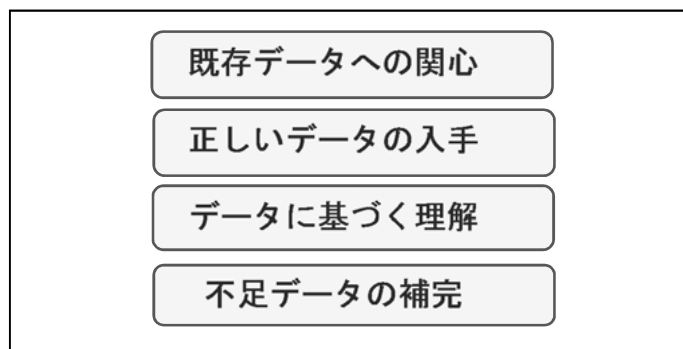 既存データへの関心
正しいデータの入手
データに基づく理解
不足データの補完